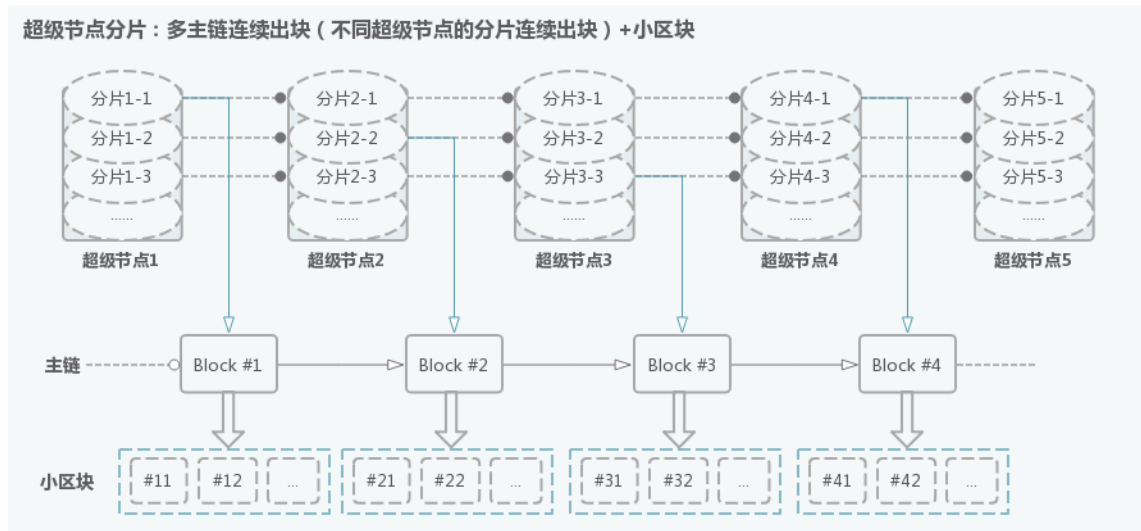 超级节点分片：多主链连续出块（不同超级节点的分片连续出块）+小区块
分片1-1 分片2-1 分片3-1 分片4-1 分片5-1
分片1-2 分片2-2 分片3-2 分片4-2 分片5-2
分片1-3 分片2-3 分片3-3 分片4-3 分片5-3
...... ...... ...... ...... ......
超级节点1 超级节点2 超级节点3 超级节点4 超级节点5
主链 Block #1 Block #2 Block #3 Block #4
小区块 #11 #12 ... #21 #22 ... #31 #32 ... #41 #42 ...